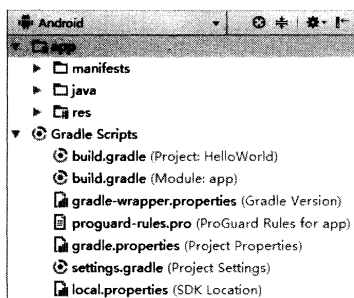 Android
app
manifests
java
res
Gradle Scripts
build.gradle (Project: HelloWorld)
build.gradle (Module: app)
gradle-wrapper.properties (Gradle Version)
proguard-rules.pro (ProGuard Rules for app)
gradle.properties (Project Properties)
settings.gradle (Project Settings)
local.properties (SDK Location)